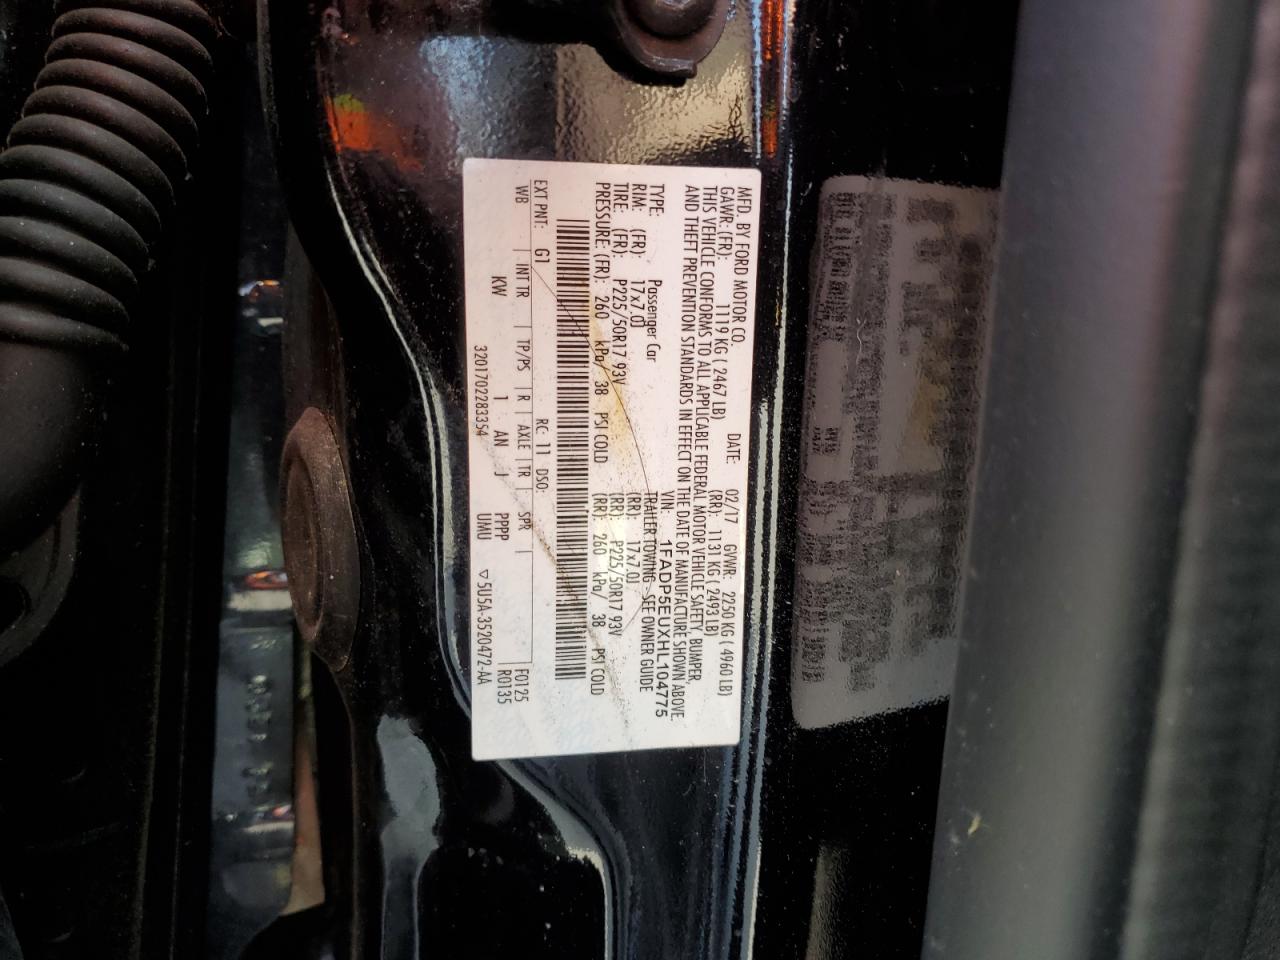 MFD. BY FORD MOTOR CO.
DATE: 02/17 GVWR: 2250 KG ( 4960 LB)
GAWR: (FR): 1119 KG ( 2467 LB) (RR): 1131 KG ( 2493 LB)
THIS VEHICLE CONFORMS TO ALL APPLICABLE FEDERAL MOTOR VEHICLE SAFETY, BUMPER,
AND THEFT PREVENTION STANDARDS IN EFFECT ON THE DATE OF MANUFACTURE SHOWN ABOVE.
VIN: 1FADP5EUXHL104775
TYPE: Passenger Car TRAILER TOWING - SEE OWNER GUIDE
RIM: (FR): 17x7.0J (RR): 17x7.0J
TIRE: (FR): P225/50R17 93V (RR): P225/50R17 93V
PRESSURE: (FR): 260 kPa/ 38 PSI COLD (RR): 260 kPa/ 38 PSI COLD
EXT PNT: G1 RC: 11 DSO: F0125
WB INT TR TP/PS R AXLE TR SPR R0135
KW 1 AN J PPPP
3201702283354 UMU ▽5U5A-3520472-AA